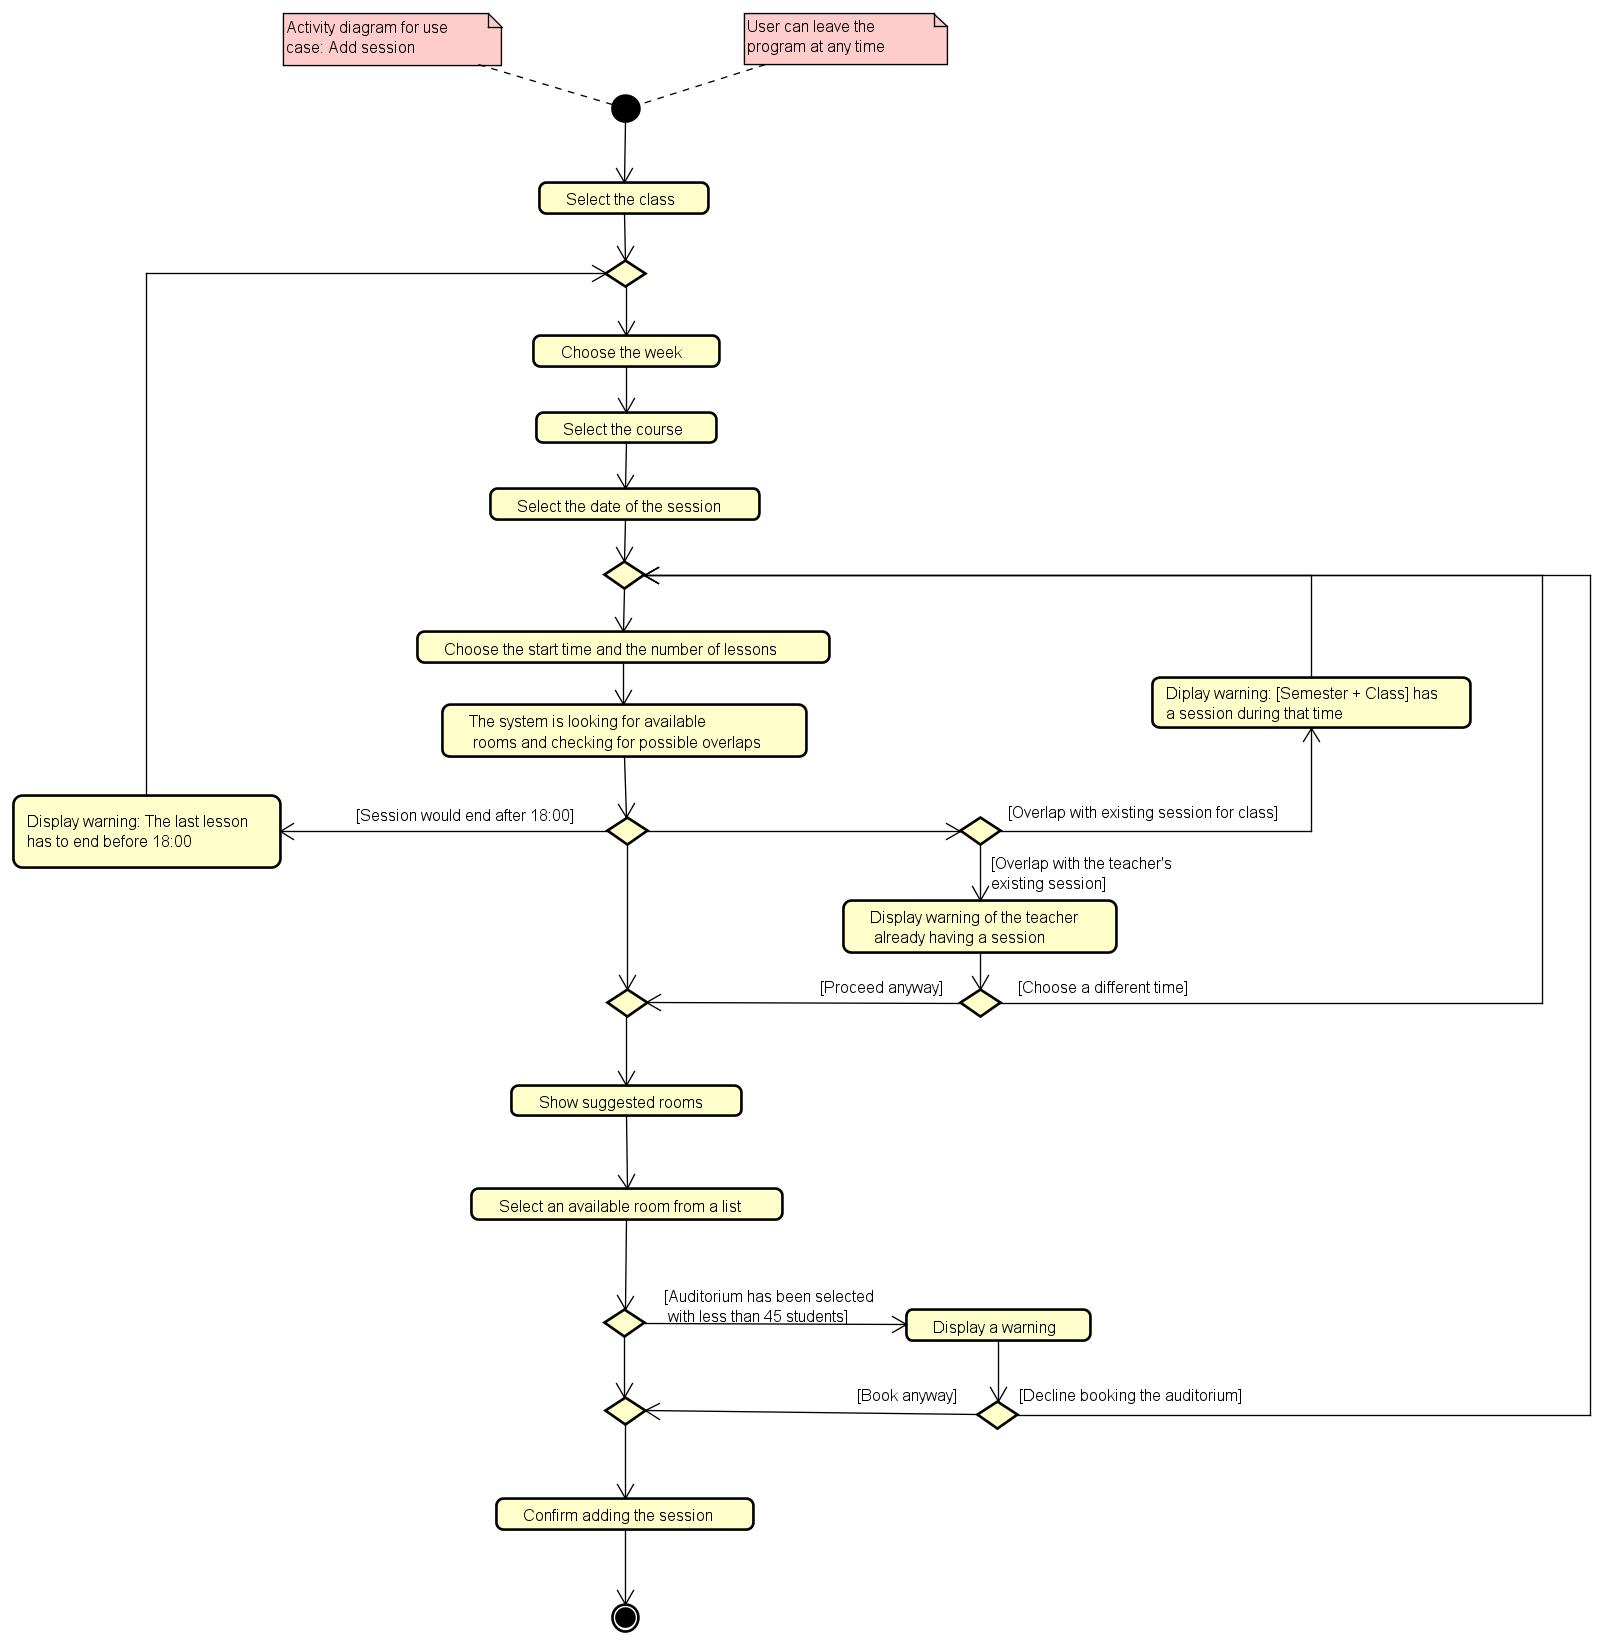 Activity diagram for use
case: Add session
User can leave the
program at any time
Select the class
Choose the week
Select the course
Select the date of the session
Choose the start time and the number of lessons
Diplay warning: [Semester + Class] has
a session during that time
The system is looking for available
rooms and checking for possible overlaps
Display warning: The last lesson
has to end before 18:00
[Session would end after 18:00]
[Overlap with existing session for class]
[Overlap with the teacher's
existing session]
Display warning of the teacher
already having a session
[Proceed anyway]
[Choose a different time]
Show suggested rooms
Select an available room from a list
[Auditorium has been selected
with less than 45 students]
Display a warning
[Book anyway]
[Decline booking the auditorium]
Confirm adding the session